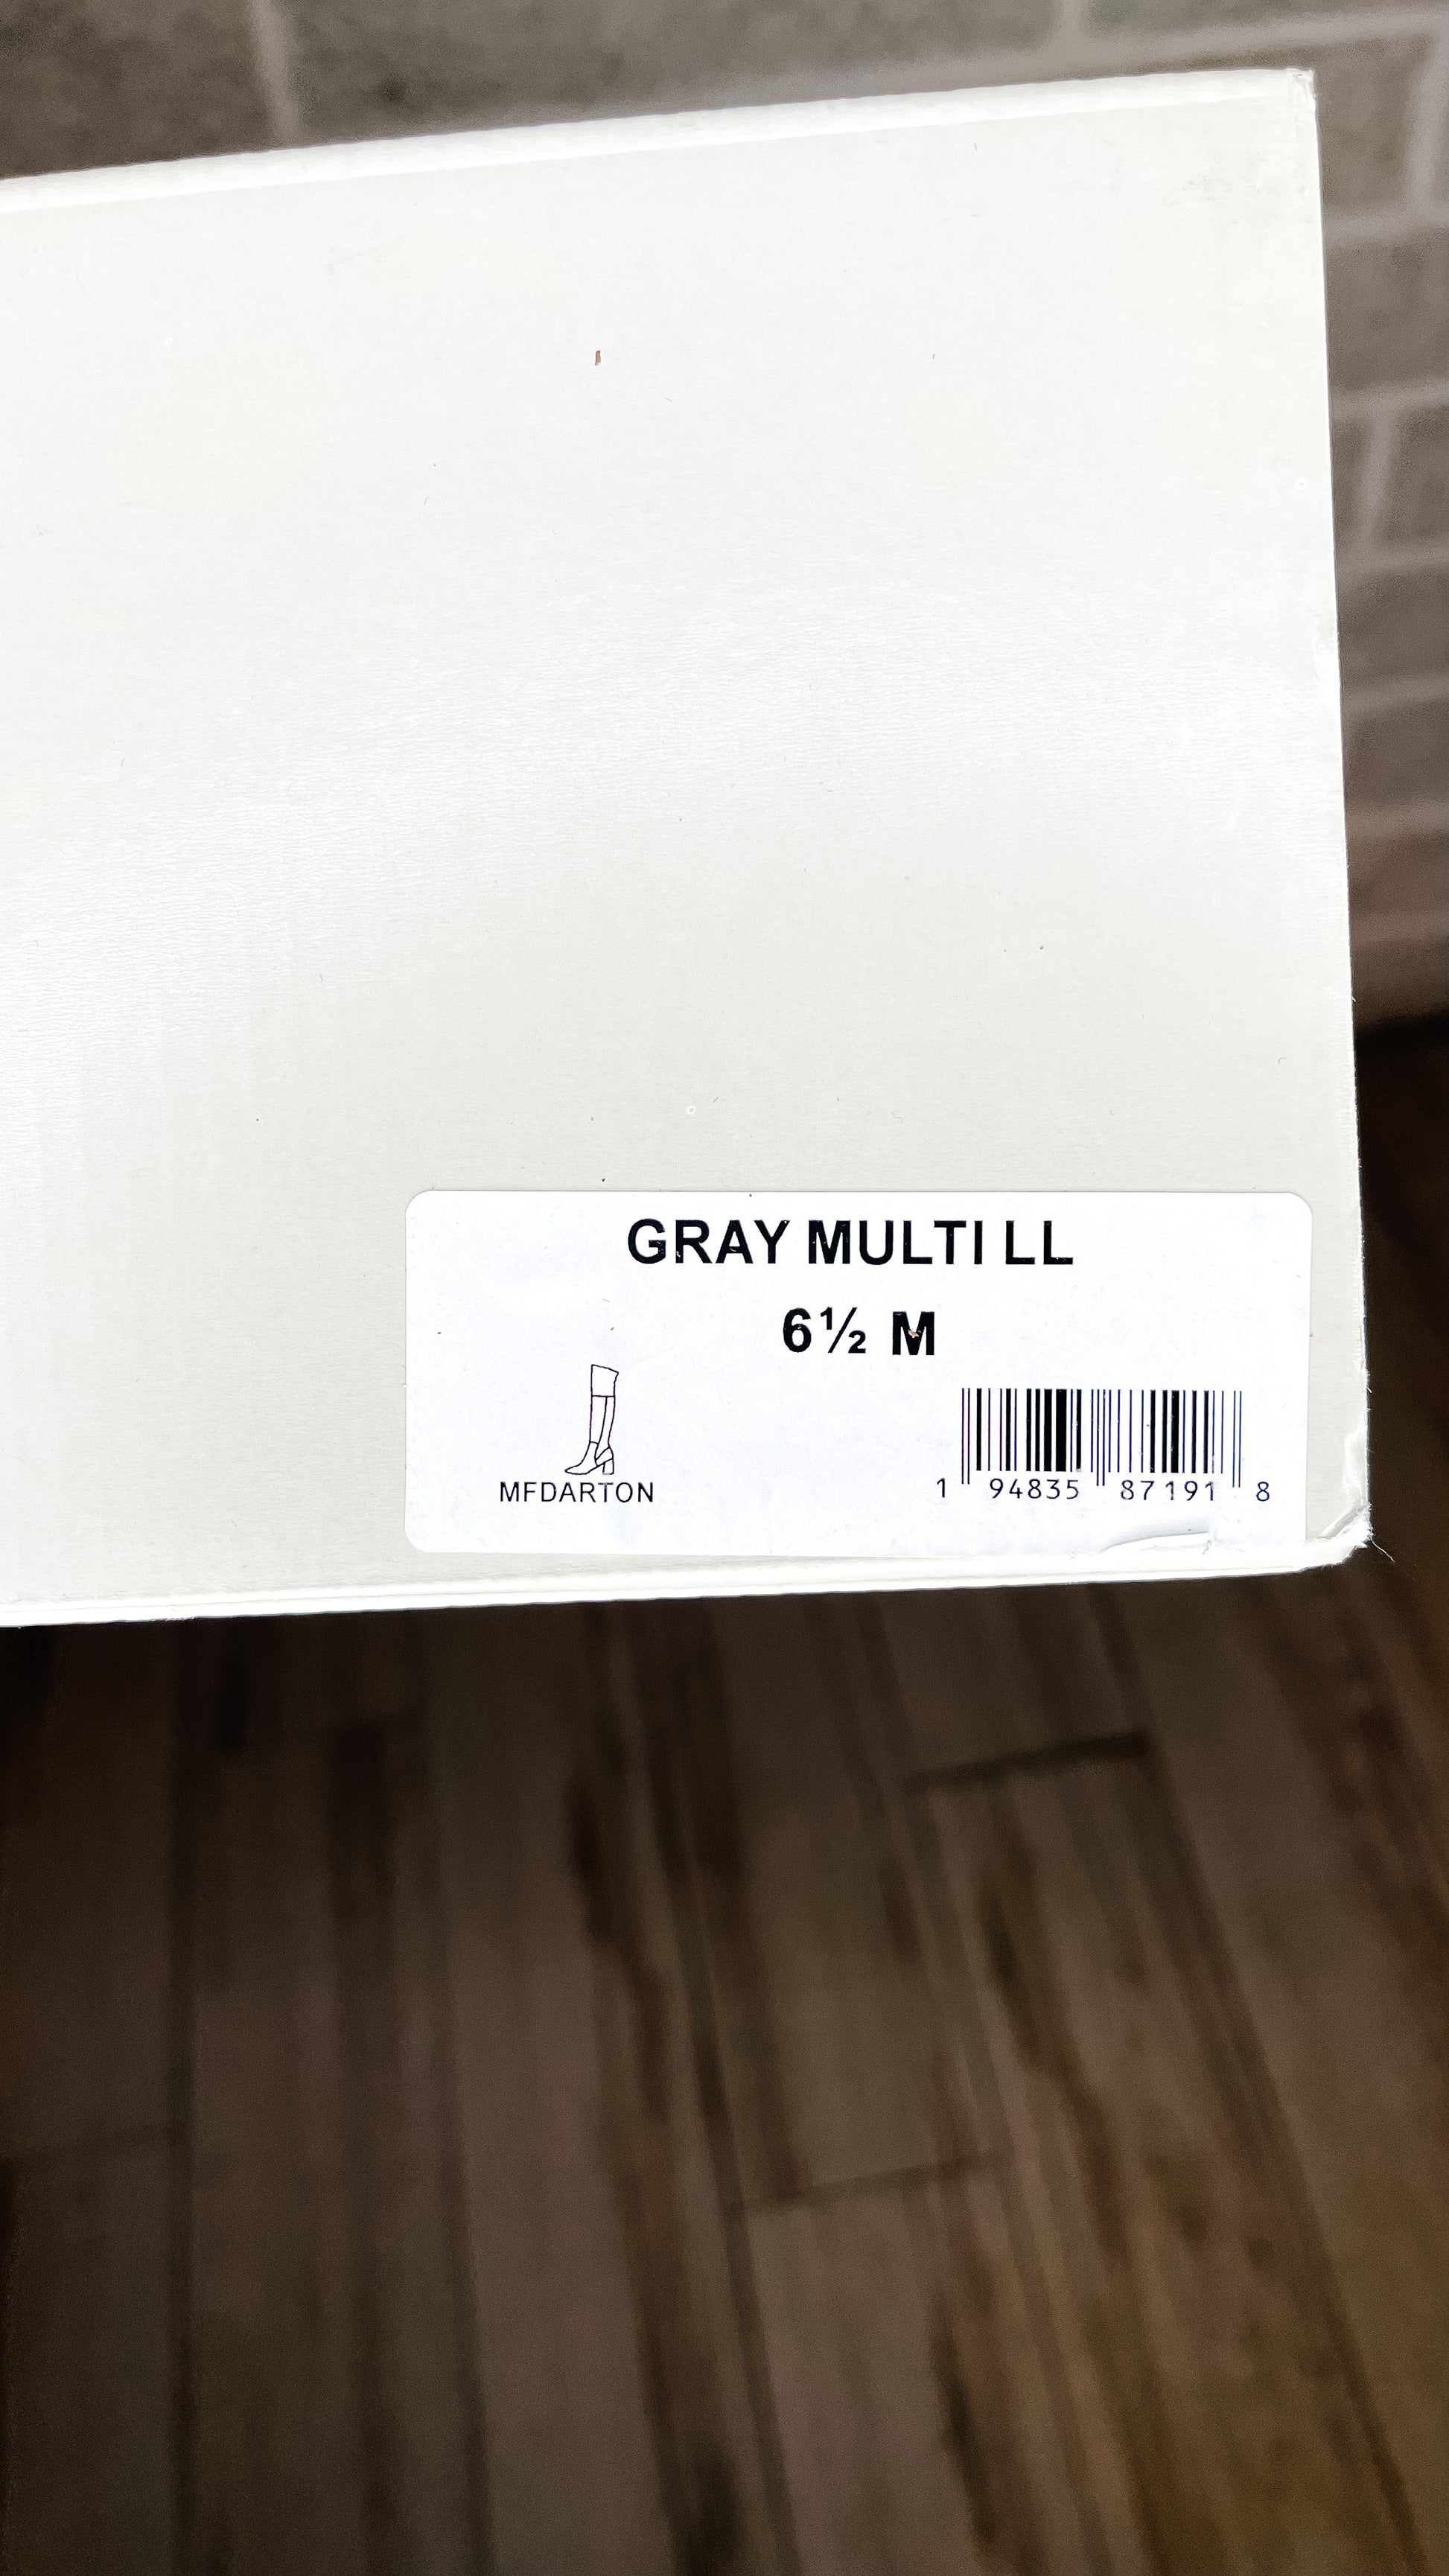 GRAY MULTI LL
6½ M
MFDARTON
1 94835 87191 8